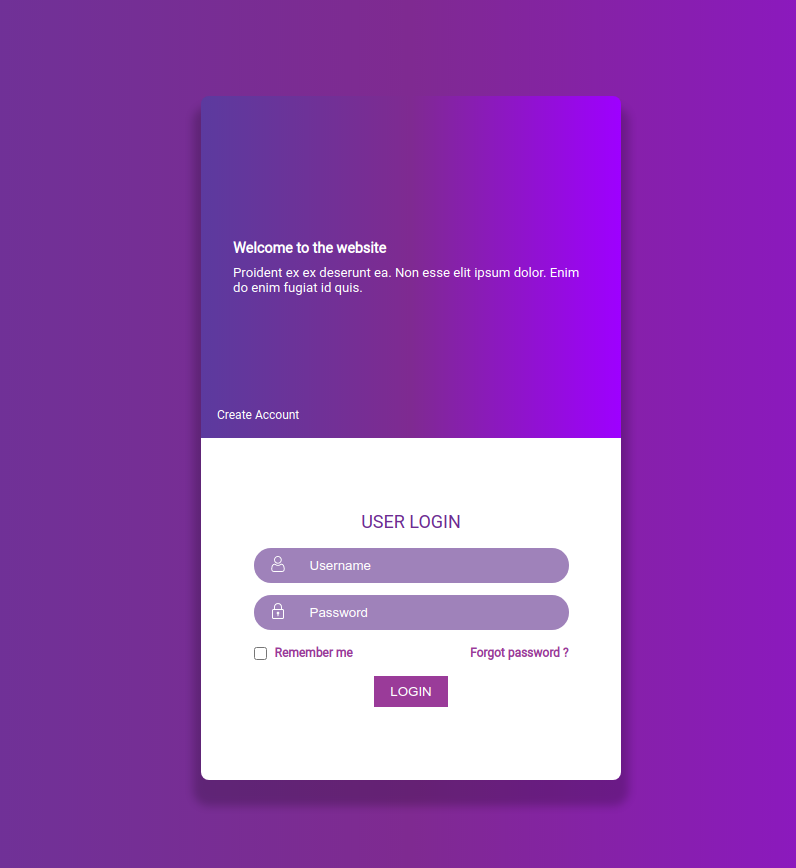 Welcome to the website
Proident ex ex deserunt ea. Non esse elit ipsum dolor. Enim
do enim fugiat id quis.
Create Account
USER LOGIN
Username
Password
Remember me
Forgot password ?
LOGIN